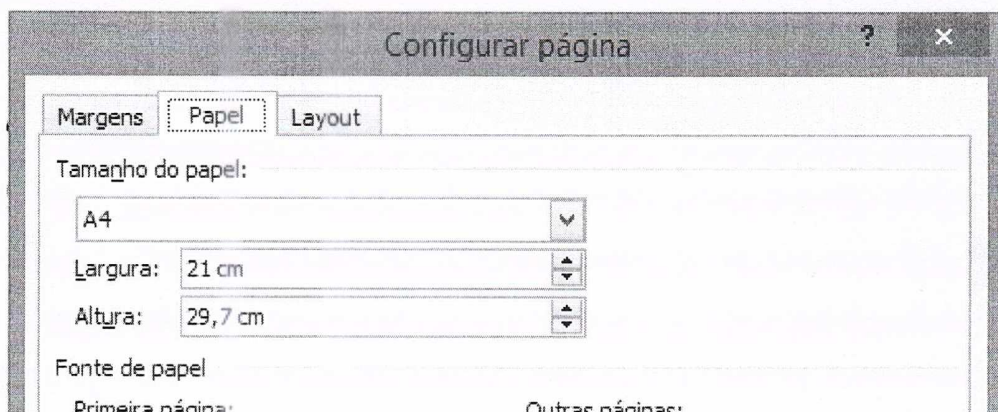 Configurar página ? ×
Margens Papel Layout
Tamanho do papel:
A4
Largura: 21 cm
Altura: 29,7 cm
Fonte de papel
Primeira página: Outras páginas: